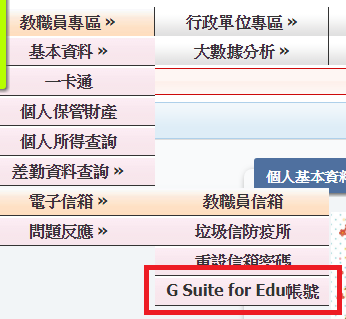 教職員專區 »
行政單位專區 »
基本資料 »
大數據分析 »
一卡通
個人保管財產
個人所得查詢
差勤資料查詢 »
個人基本資料
電子信箱 »
教職員信箱
問題反應 »
垃圾信防疫所
重設信箱密碼
G Suite for Edu帳號